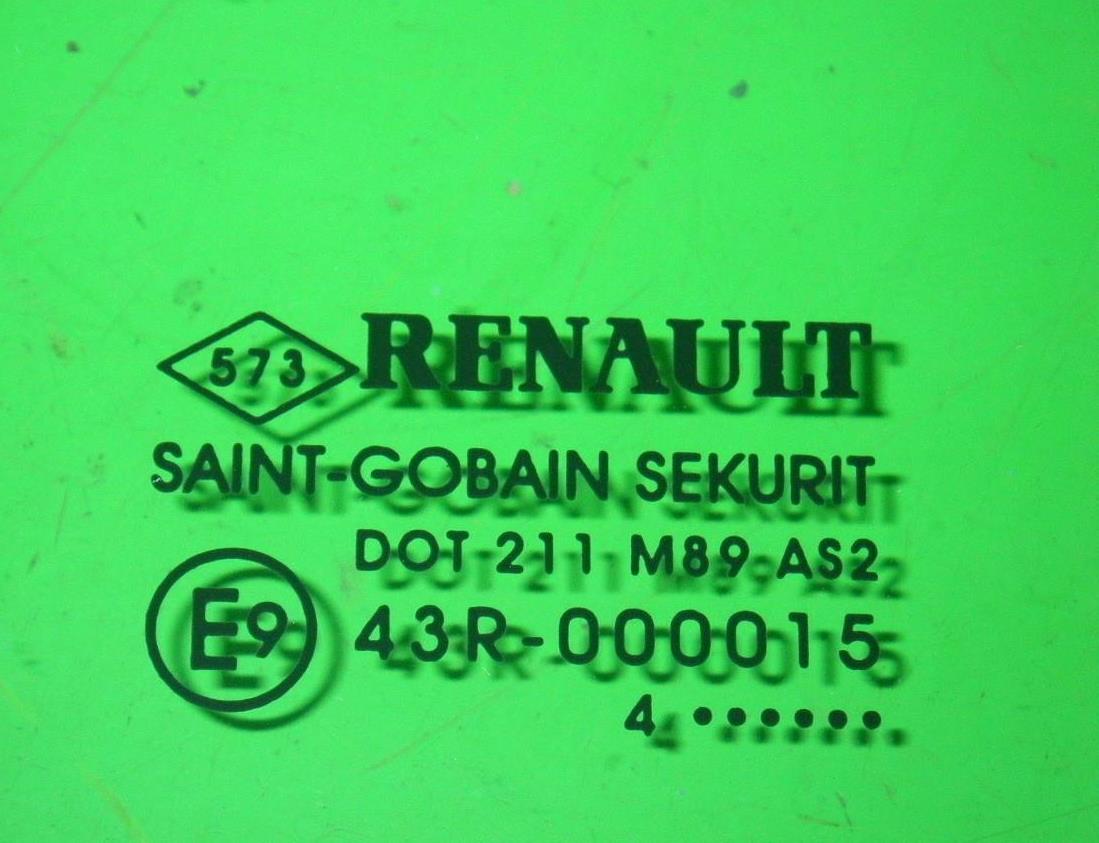 573 RENAULT
SAINT-GOBAIN SEKURIT
DOT 211 M89 AS2
E9 43R-000015
4 ••••••